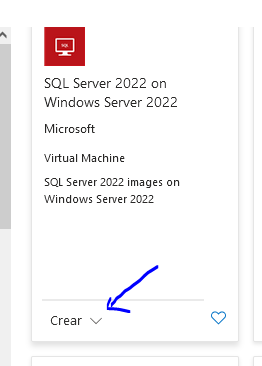 SQL
SQL Server 2022 on
Windows Server 2022
Microsoft
Virtual Machine
SQL Server 2022 images on
Windows Server 2022
Crear